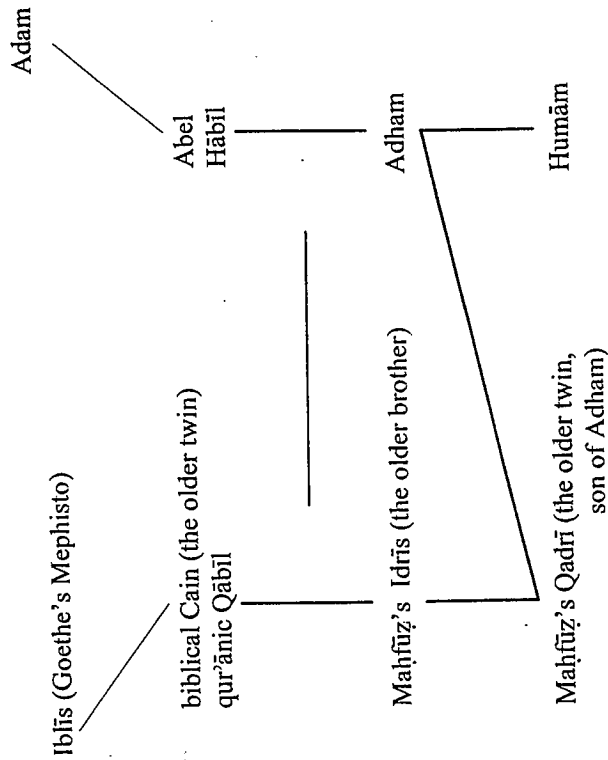 Adam
Iblīs (Goethe's Mephisto)
biblical Cain (the older twin)
qur'ānic Qābīl
Abel
Hābīl
Maḥfūẓ's Idrīs (the older brother)
Adham
Maḥfūẓ's Qadrī (the older twin,
son of Adham)
Humām